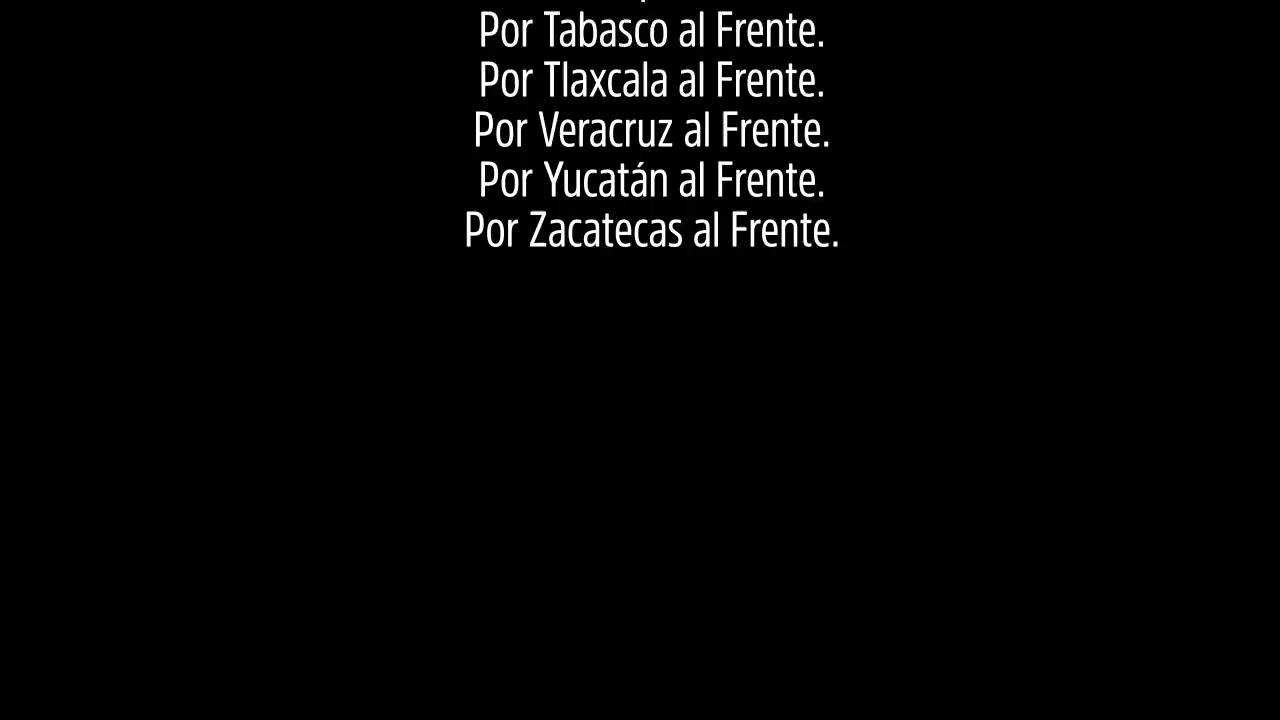 Por Tabasco al Frente.
Por Tlaxcala al Frente.
Por Veracruz al Frente.
Por Yucatán al Frente.
Por Zacatecas al Frente.